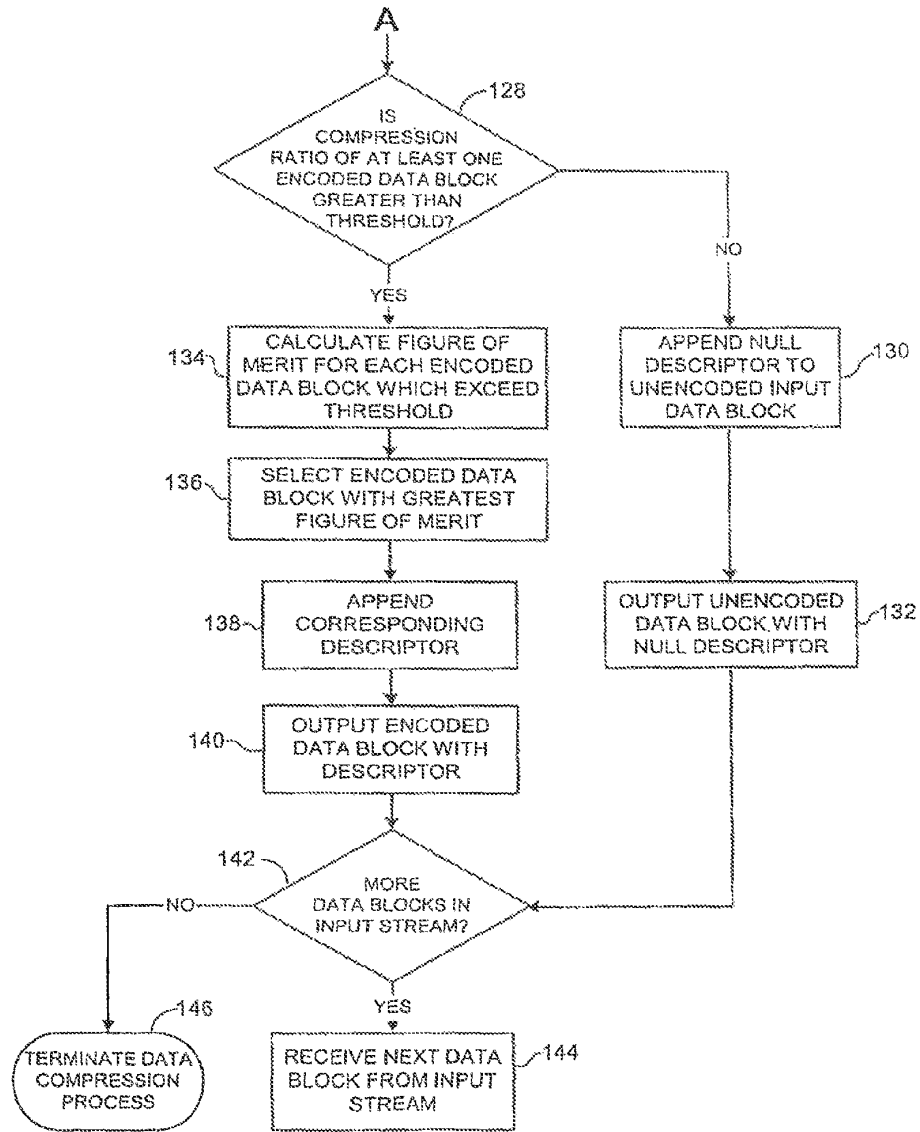 A
128
IS
COMPRESSION
RATIO OF AT LEAST ONE
ENCODED DATA BLOCK
GREATER THAN
THRESHOLD?
NO
YES
134
CALCULATE FIGURE OF
MERIT FOR EACH ENCODED
DATA BLOCK WHICH EXCEED
THRESHOLD
APPEND NULL
DESCRIPTOR TO
UNENCODED INPUT
DATA BLOCK
130
136
SELECT ENCODED DATA
BLOCK WITH GREATEST
FIGURE OF MERIT
138
APPEND
CORRESPONDING
DESCRIPTOR
OUTPUT UNENCODED
DATA BLOCK WITH
NULL DESCRIPTOR
132
140
OUTPUT ENCODED
DATA BLOCK WITH
DESCRIPTOR
142
MORE
DATA BLOCKS IN
INPUT STREAM?
NO
YES
146
TERMINATE DATA
COMPRESSION
PROCESS
RECEIVE NEXT DATA
BLOCK FROM INPUT
STREAM
144